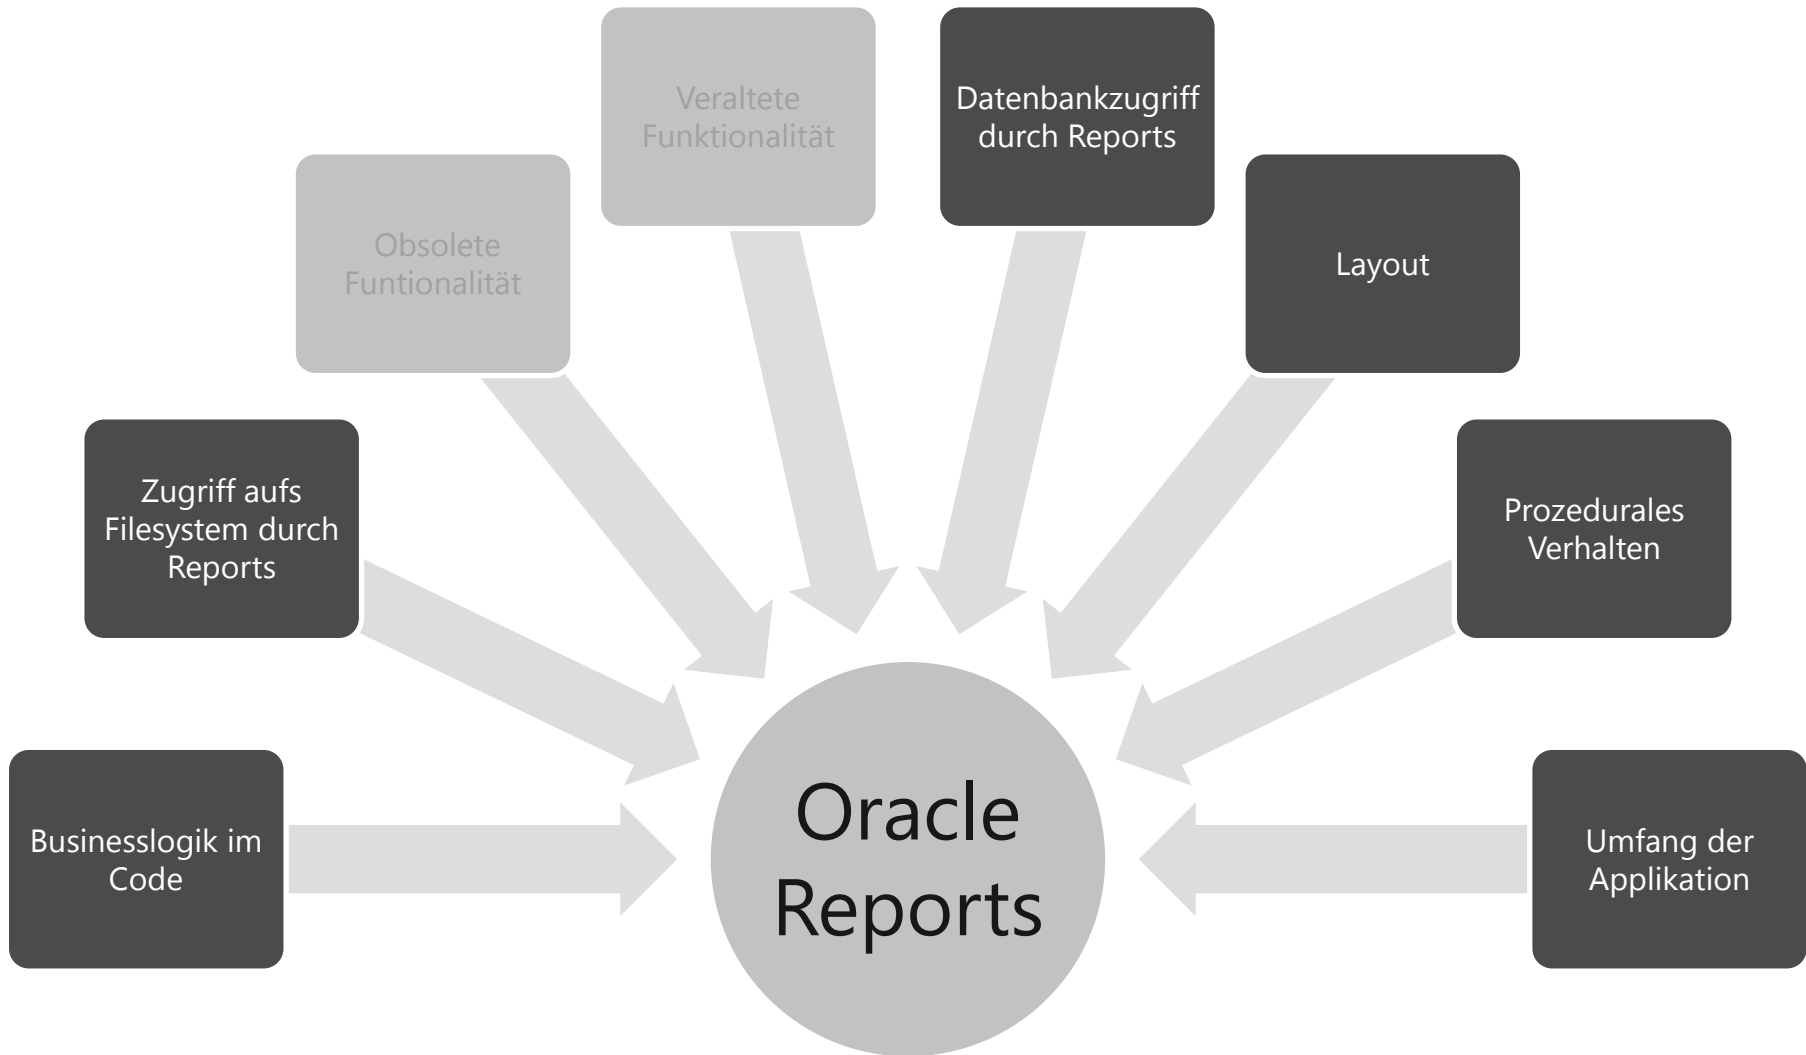 Veraltete
Funktionalität
Datenbankzugriff
durch Reports
Obsolete
Funtionalität
Layout
Zugriff aufs
Filesystem durch
Reports
Prozedurales
Verhalten
Businesslogik im
Code
Oracle
Reports
Umfang der
Applikation